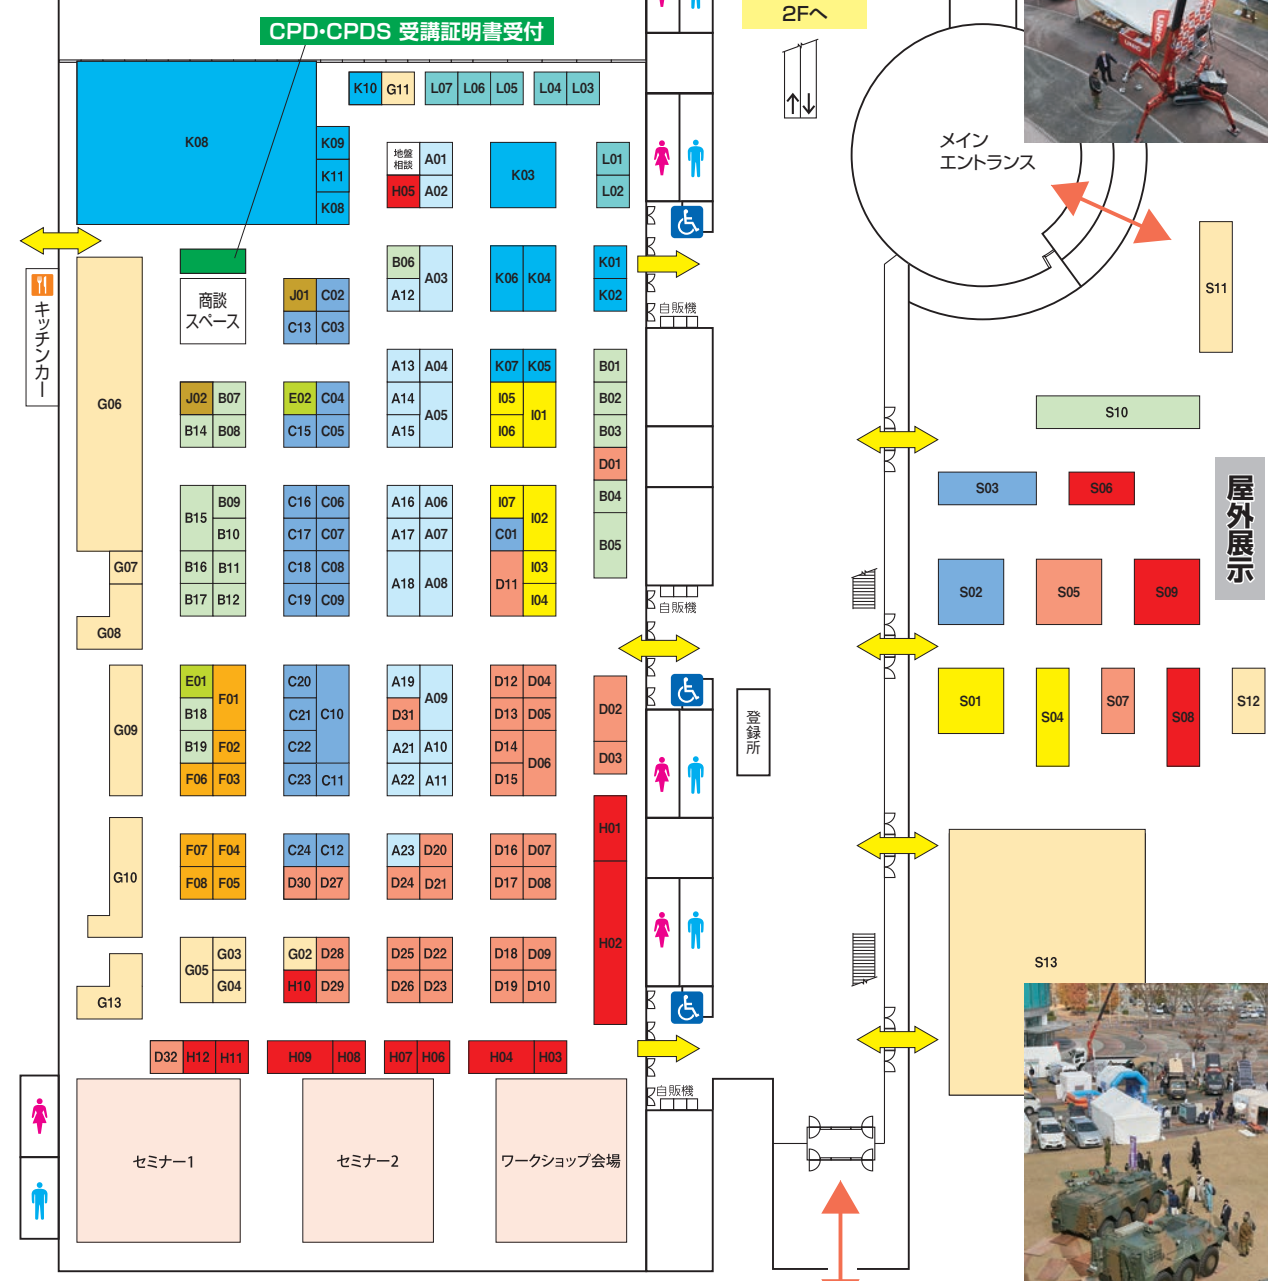 CPD・CPDS 受講証明書受付
2Fへ
K10 G11 L07 L06 L05 L04 L03
K08
K09
K11
K08
地盤
相談
A01
H05 A02
K03
L01
L02
メイン
エントランス
キッチンカー
商談
スペース
J01 C02
C13 C03
B06
A12
A03
K06 K04
K01
K02
自販機
S11
G06
J02 B07
B14 B08
E02 C04
C15 C05
A13 A04
A14
A15
A05
K07 K05
I05
I06
I01
B01
B02
B03
D01
B04
B05
S10
屋外展示
S03 S06
B15
B09
B10
B16 B11
B17 B12
C16 C06
C17 C07
C18 C08
C19 C09
A16 A06
A17 A07
A18 A08
I07
C01
I02
D11
I03
I04
G07
G08
自販機
S02 S05 S09
S01 S04 S07 S08 S12
G09
E01
B18
F01
B19 F02
F06 F03
C20
C21
C22
C10
C23 C11
A19
D31
A09
A21 A10
A22 A11
D12 D04
D13 D05
D14
D15
D06
D02
D03
登録所
H01
H02
G10
F07 F04
F08 F05
C24 C12
D30 D27
A23 D20
D24 D21
D16 D07
D17 D08
G05
G03
G04
G02 D28
H10 D29
D25 D22
D26 D23
D18 D09
D19 D10
G13
S13
D32 H12 H11 H09 H08 H07 H06 H04 H03
自販機
セミナー1
セミナー2
ワークショップ会場
UNIC